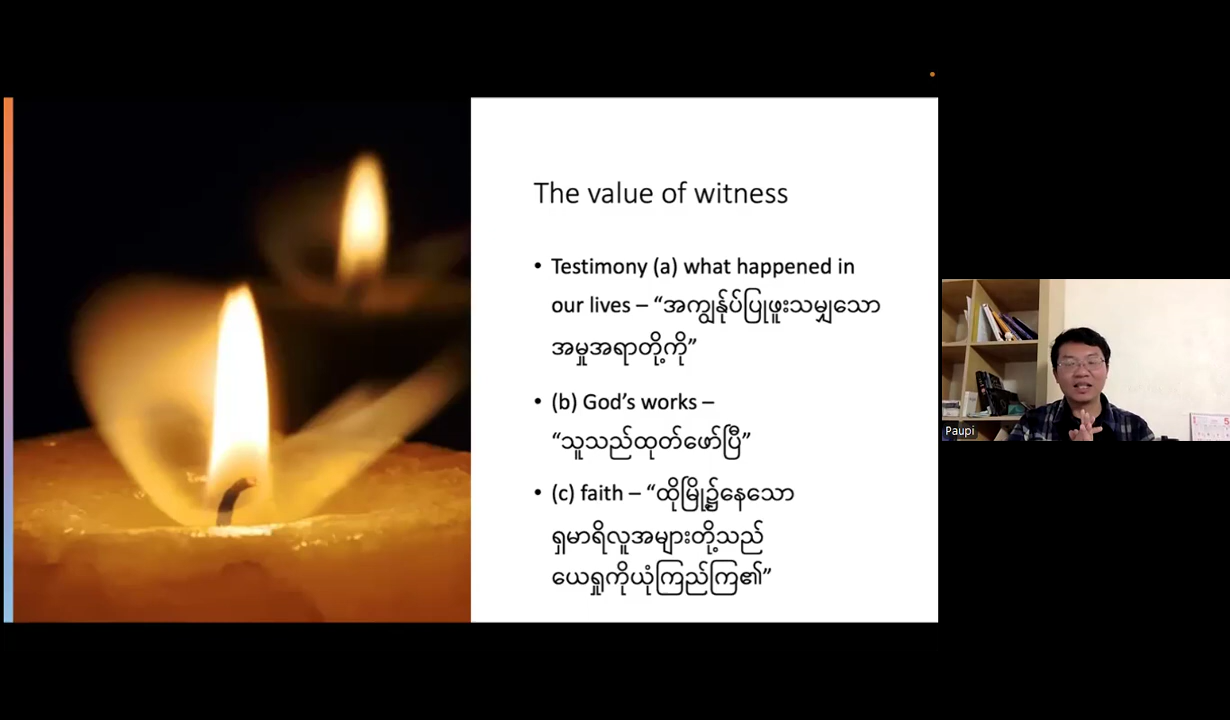 The value of witness
• Testimony (a) what happened in
our lives – “အကျွန်ုပ်ပြုဖူးသမျှသော
အမှုအရာတို့ကို”
• (b) God’s works –
“သူသည်ထုတ်ဖော်ပြီ”
• (c) faith – “ထိုမြို့၌နေသော
ရှမာရိလူအများတို့သည်
ယေရှုကိုယုံကြည်ကြ၏”
Paupi